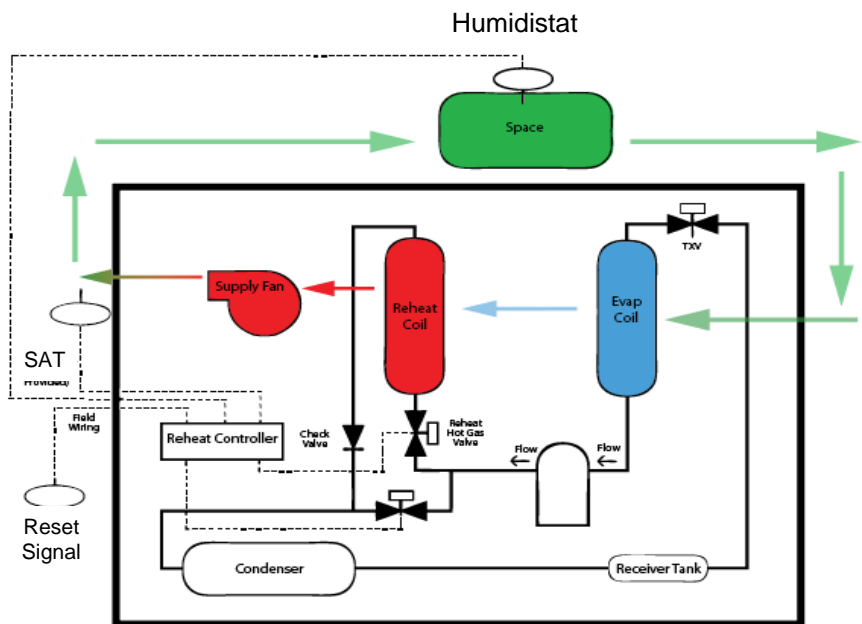 Humidistat
Space
TXV
Supply Fan
Reheat
Coil
Evap
Coil
SAT
Provided)
Field
Wiring
Reheat Controller
Check
Valve
Reheat
Hot Gas
Valve
Flow
Flow
Reset
Signal
Condenser
Receiver Tank